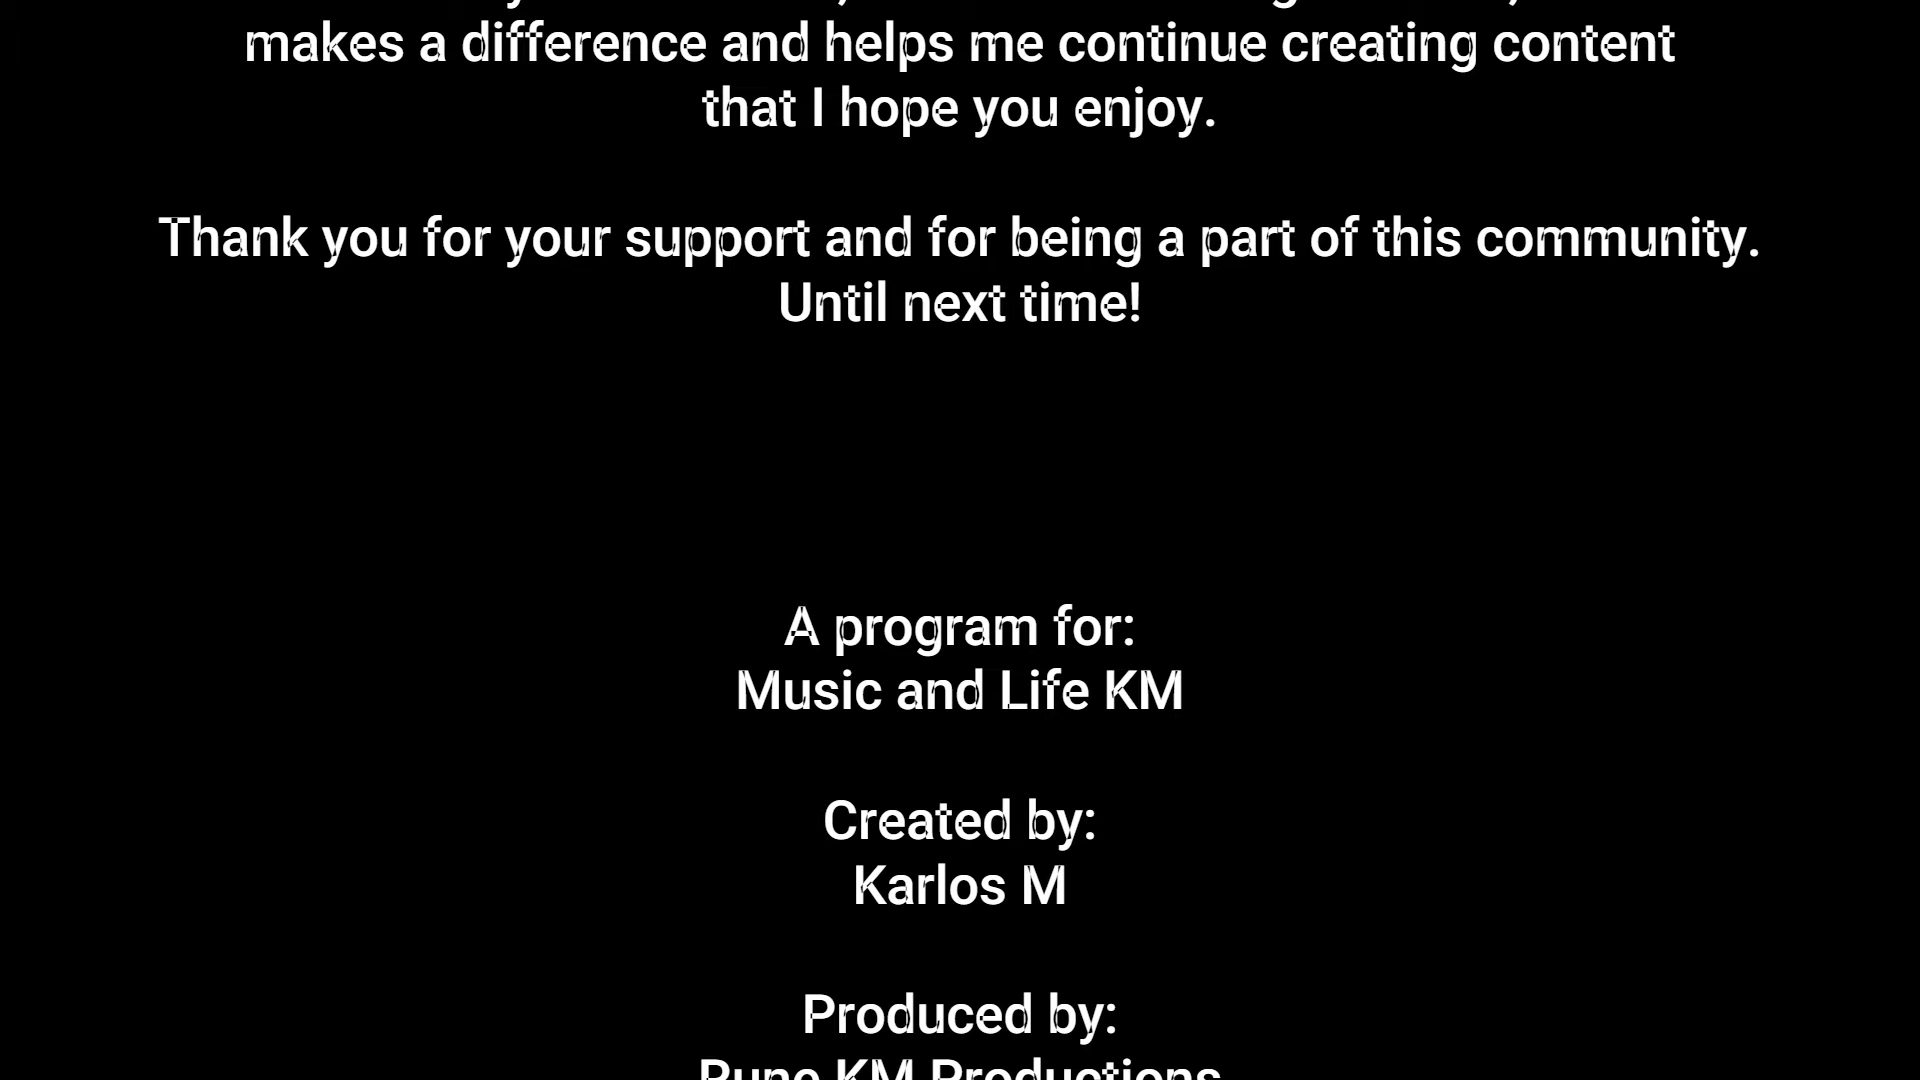 makes a difference and helps me continue creating content
that I hope you enjoy.
Thank you for your support and for being a part of this community.
Until next time!
A program for:
Music and Life KM
Created by:
Karlos M
Produced by:
KM Productions